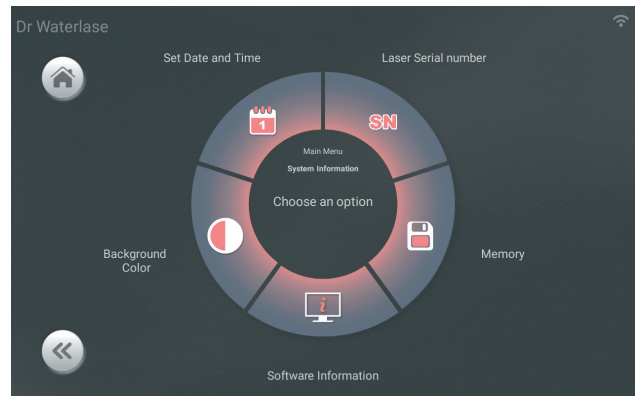 Dr Waterlase
Set Date and Time
Laser Serial number
1
SN
Main Menu
System Information
Choose an option
Background
Color
Memory
i
Software Information